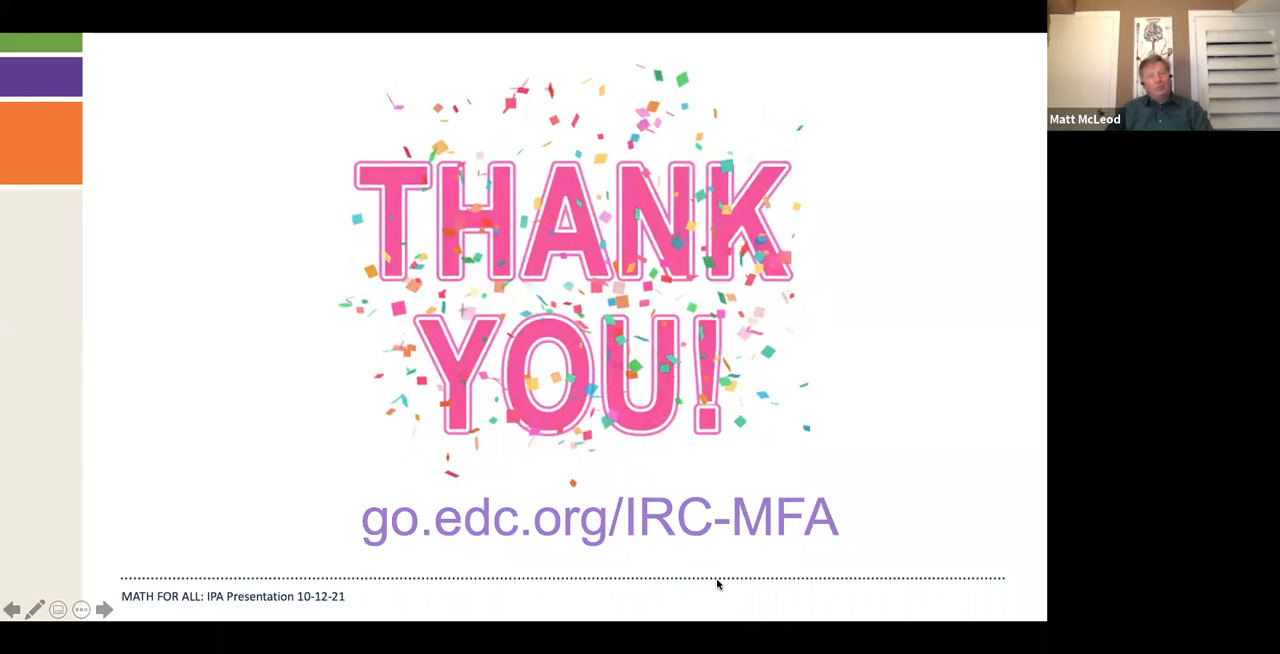 THANK
YOU!
go.edc.org/IRC-MFA
MATH FOR ALL: IPA Presentation 10-12-21
Matt McLeod